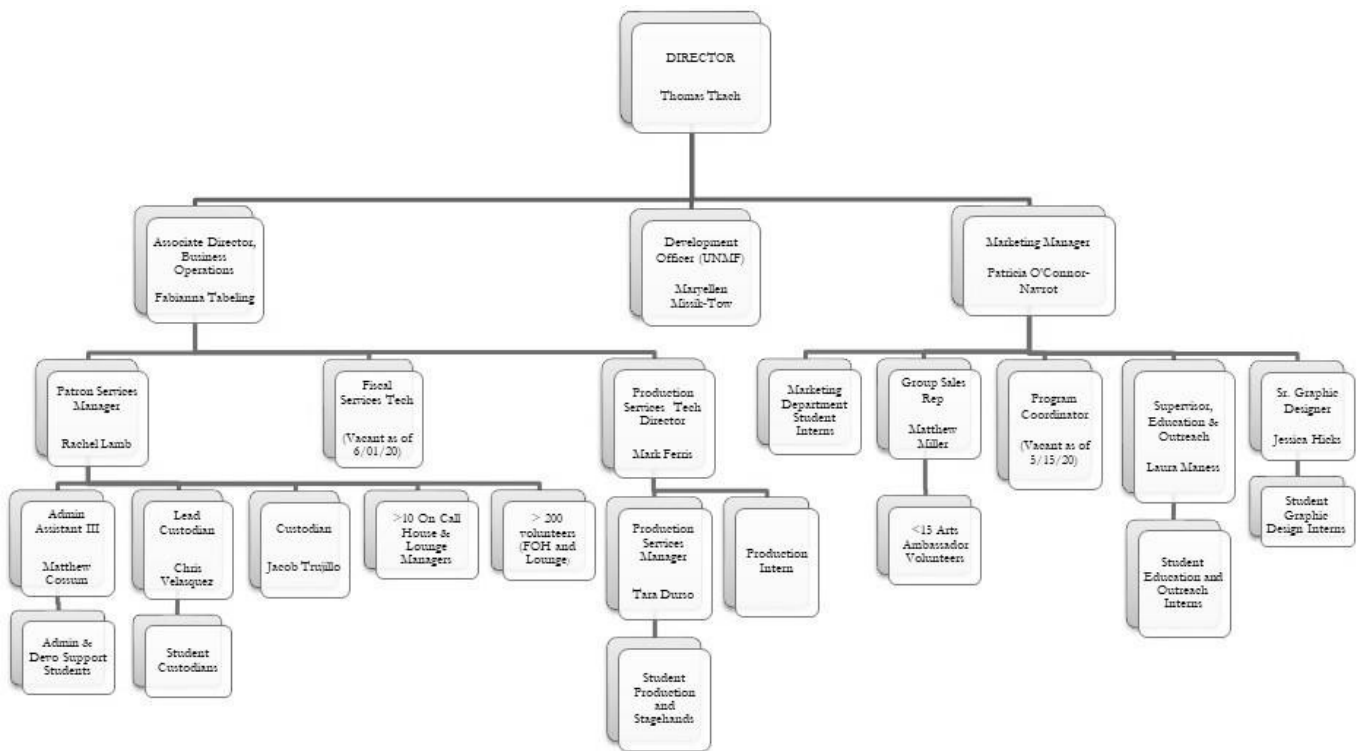 DIRECTOR
Thomas Tkach
Associate Director,
Business
Operations
Fabianna Tabeling
Development
Officer (UNMF)
Maryellen
Missik-Tow
Marketing Manager
Patricia O'Connor-
Navrot
Patron Services
Manager
Rachel Lamb
Fiscal
Services Tech
(Vacant as of
6/01/20)
Production
Services Tech
Director
Mark Ferris
Marketing
Department
Student
Interns
Group Sales
Rep
Matthew
Miller
Program
Coordinator
(Vacant as of
5/15/20)
Supervisor,
Education &
Outreach
Laura Maness
Sr. Graphic
Designer
Jessica Hicks
Admin
Assistant III
Matthew
Cossum
Lead
Custodian
Chris
Velasquez
Custodian
Jacob Trujillo
>10 On Call
House &
Lounge
Managers
> 200
volunteers
(FOH and
Lounge)
Production
Services
Manager
Tara Durso
Production
Intern
<15 Arts
Ambassador
Volunteers
Student
Education and
Outreach
Interns
Student
Graphic
Design Interns
Admin &
Devo Support
Students
Student
Custodians
Student
Production
and
Stagehands